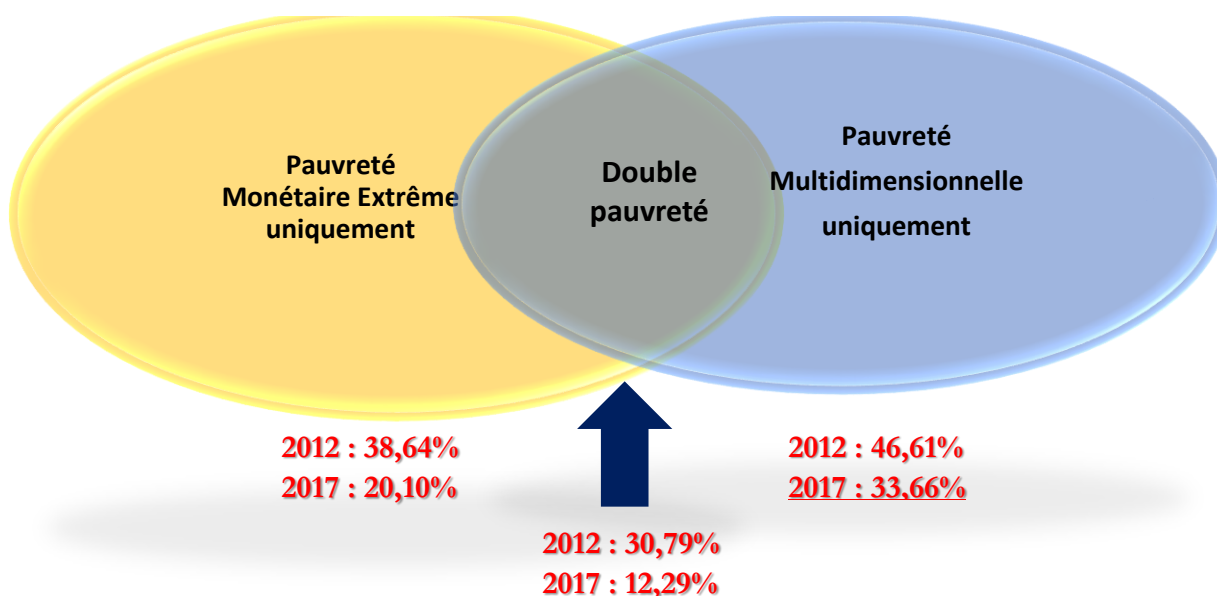 Pauvreté
Monétaire Extrême
uniquement
Double
pauvreté
Pauvreté
Multidimensionnelle
uniquement
2012 : 38,64%
2017 : 20,10%
2012 : 46,61%
2017 : 33,66%
2012 : 30,79%
2017 : 12,29%